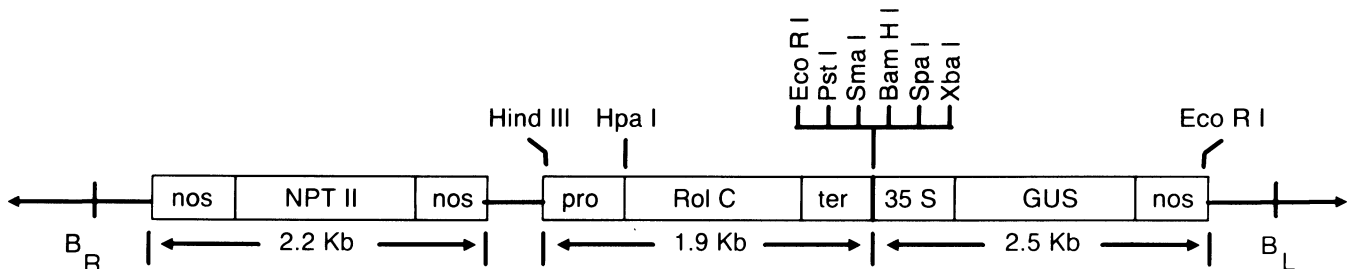 Eco R I
Pst I
Sma I
Bam H I
Spa I
Xba I
Hind III
Hpa I
Eco R I
nos
NPT II
nos
pro
Rol C
ter
35 S
GUS
nos
B R
2.2 Kb
1.9 Kb
2.5 Kb
B L